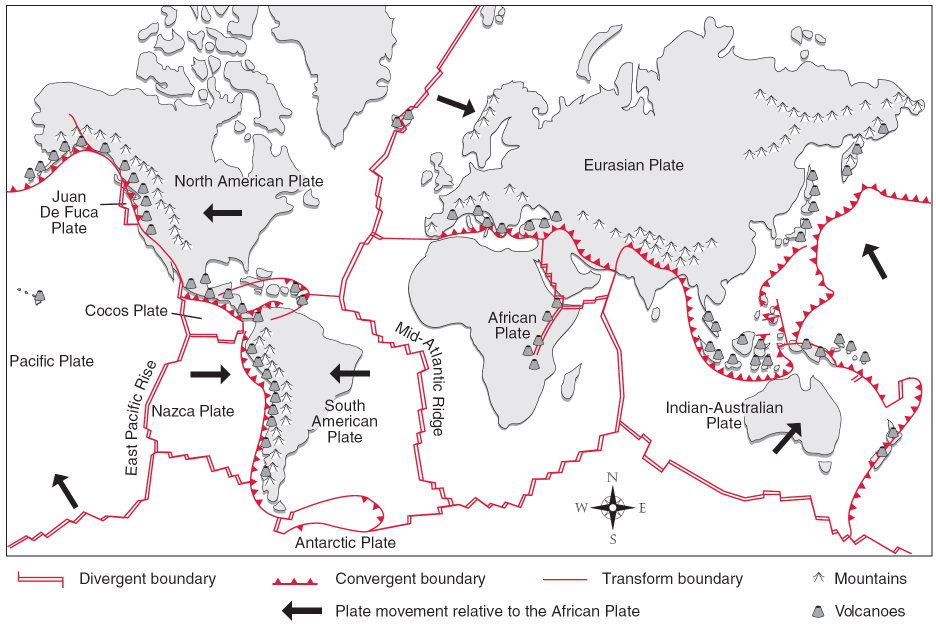 Eurasian Plate
North American Plate
Juan
De Fuca
Plate
Cocos Plate
African
Plate
Mid-Atlantic Ridge
Pacific Plate
East Pacific Rise
Nazca Plate
South
American
Plate
Indian-Australian
Plate
N
W
E
S
Antarctic Plate
Divergent boundary
Convergent boundary
Transform boundary
Mountains
Plate movement relative to the African Plate
Volcanoes